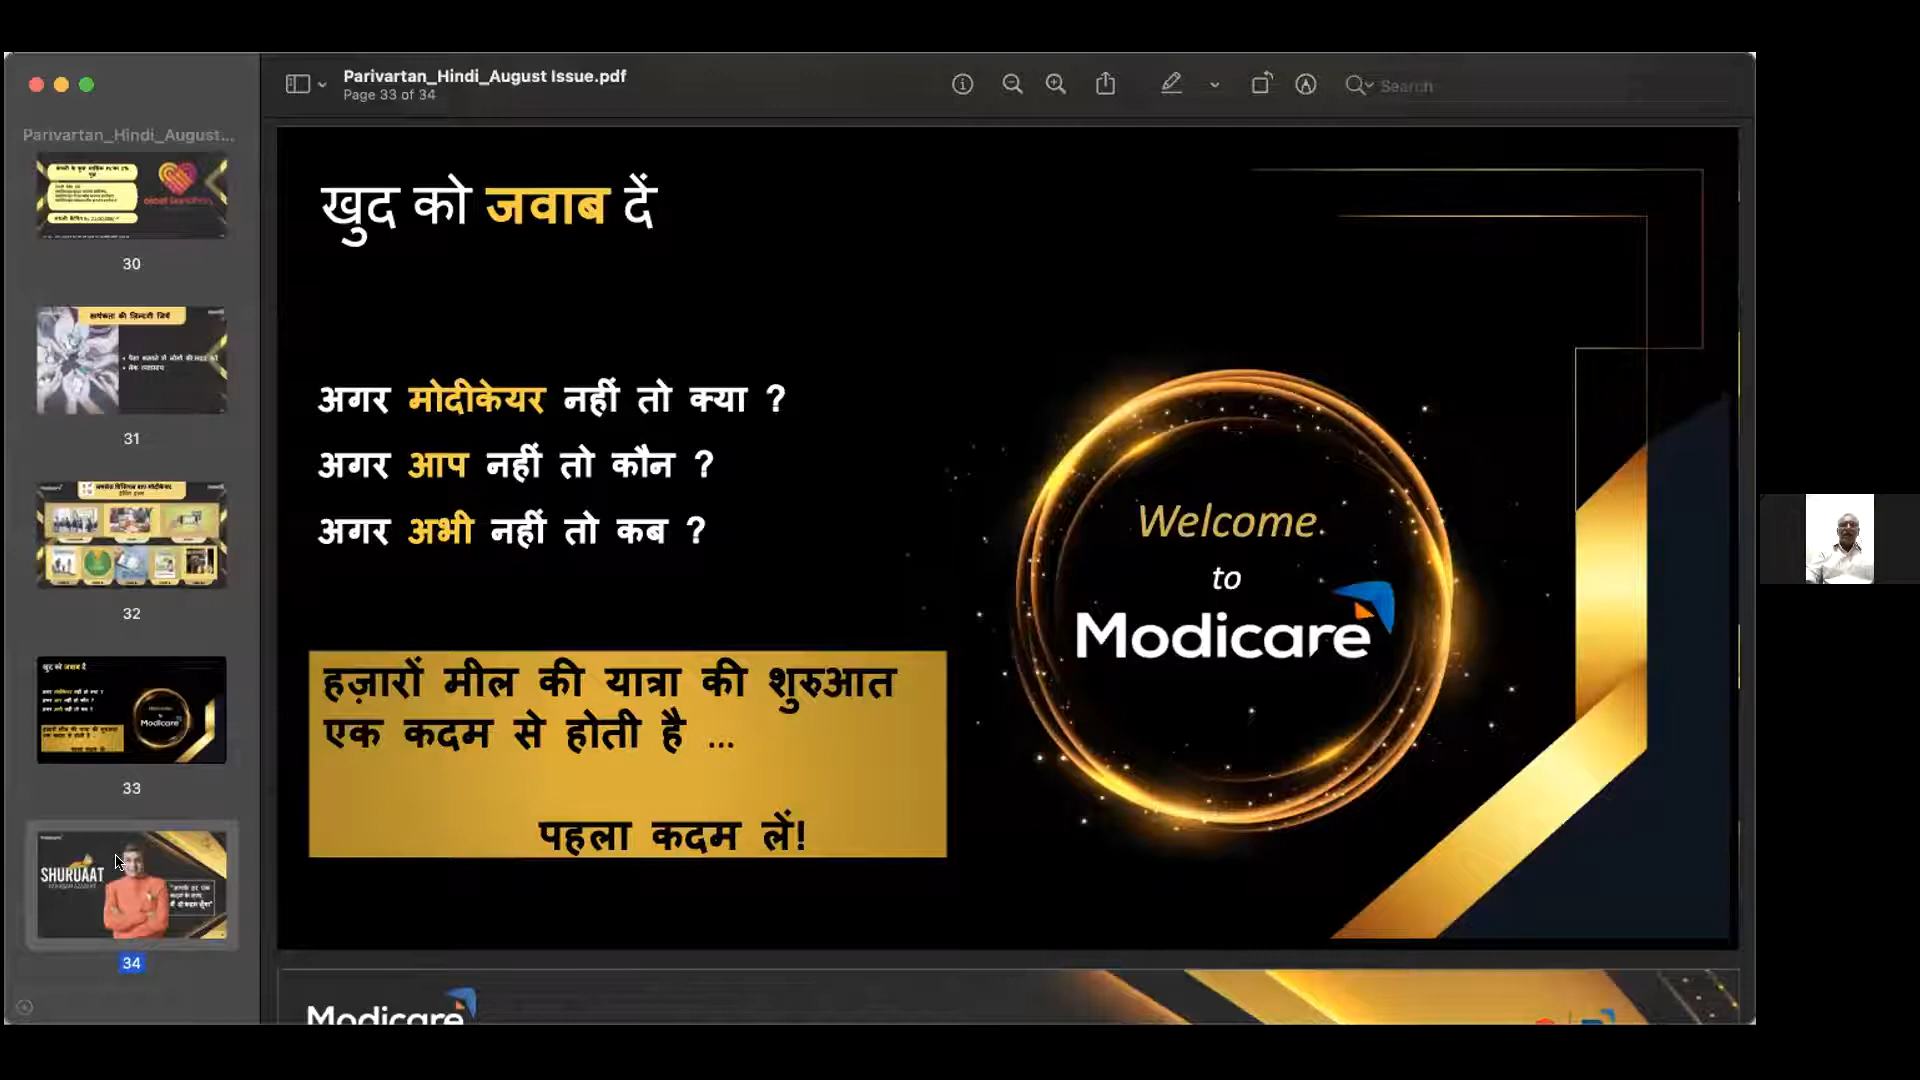 Parivartan_Hindi_August Issue.pdf
Page 33 of 34
Search
Parivartan_Hindi_August...
30
31
32
33
SHURUAAT
34
खुद को जवाब दें
अगर मोदीकेयर नहीं तो क्या ?
अगर आप नहीं तो कौन ?
अगर अभी नहीं तो कब ?
हज़ारों मील की यात्रा की शुरुआत
एक कदम से होती है ...
पहला कदम लें!
Welcome
to
Modicare
Modicare